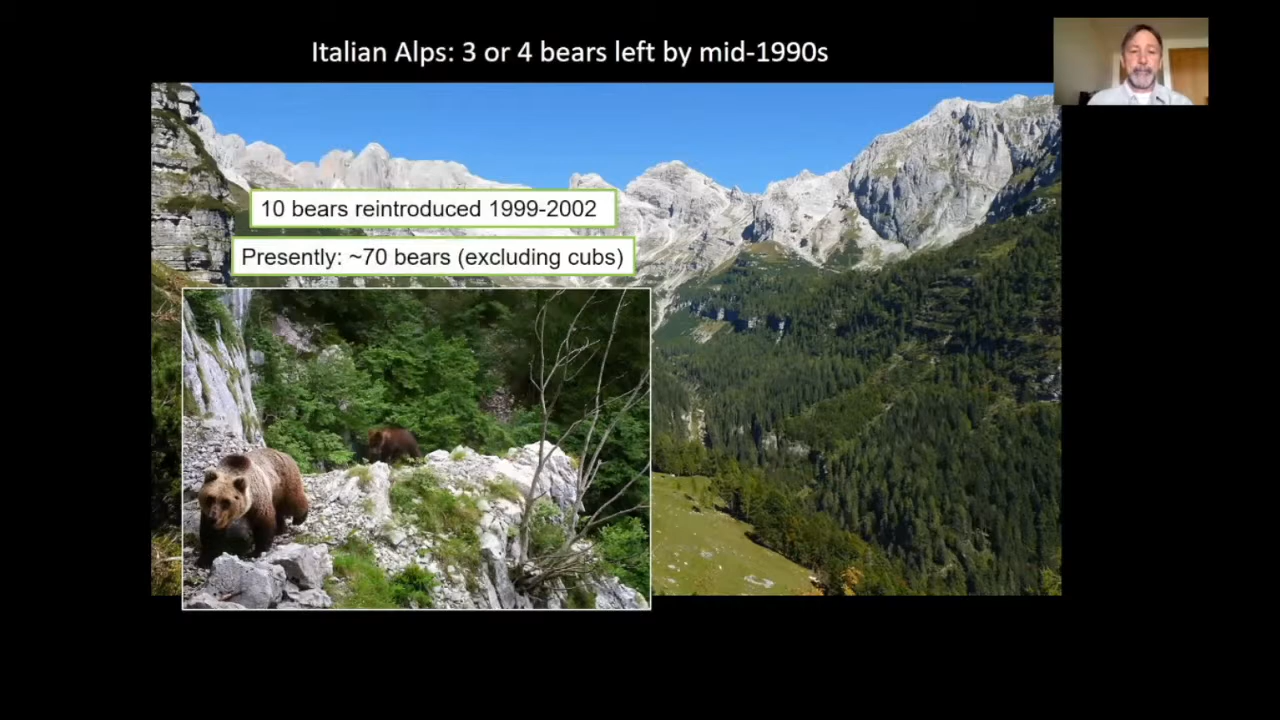 Italian Alps: 3 or 4 bears left by mid-1990s
10 bears reintroduced 1999-2002
Presently: ~70 bears (excluding cubs)